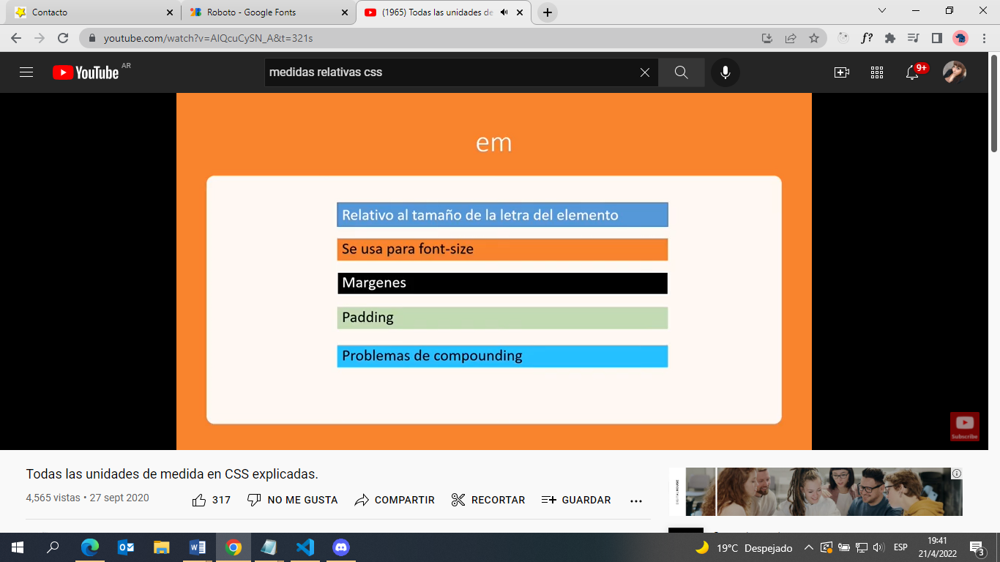 Contacto
Roboto - Google Fonts
(1965) Todas las unidades de
youtube.com/watch?v=AIQcuCySN_A&t=321s
YouTube AR
medidas relativas css
9+
em
Relativo al tamaño de la letra del elemento
Se usa para font-size
Margenes
Padding
Problemas de compounding
Subscribe
Todas las unidades de medida en CSS explicadas.
4,565 vistas • 27 sept 2020
317
NO ME GUSTA
COMPARTIR
RECORTAR
GUARDAR
19°C Despejado
ESP
19:41
21/4/2022
3